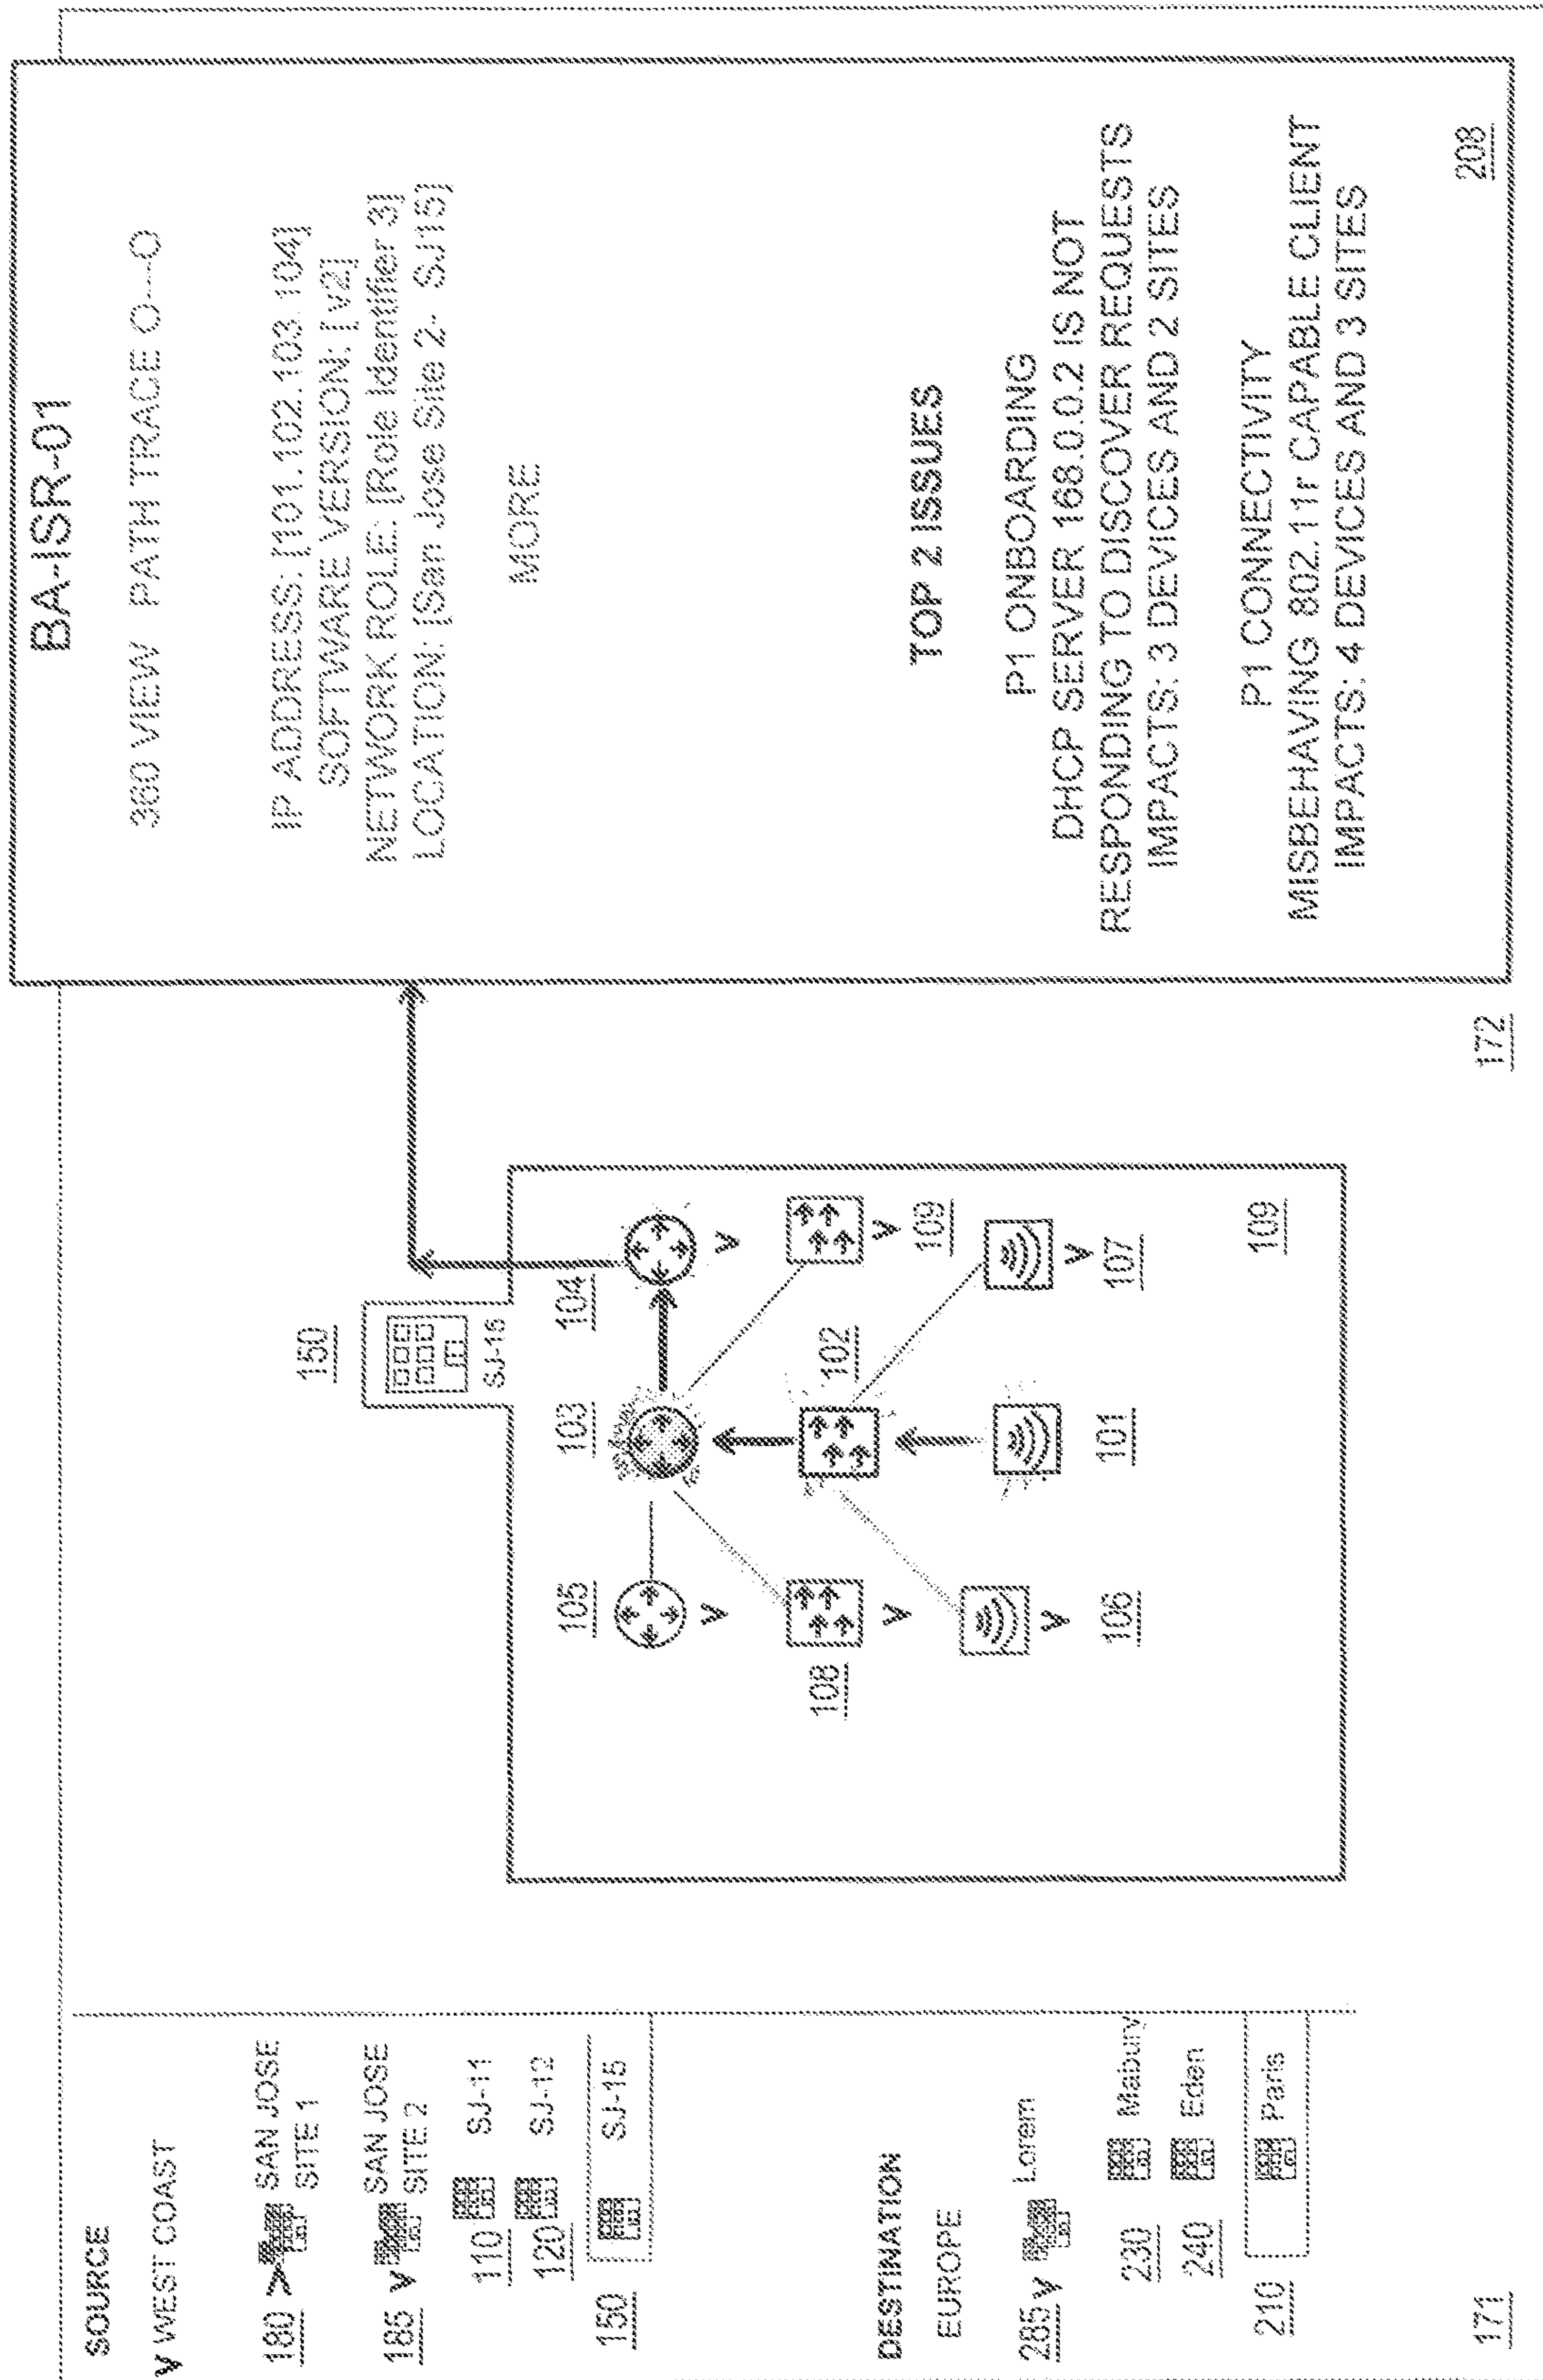 SOURCE
v WEST COAST
180 > SAN JOSE
SITE 1
185 v SAN JOSE
SITE 2
110 SJ-11
120 SJ-12
150 SJ-15
DESTINATION
EUROPE
285 v Lorem
230 Mabury
240 Eden
210 Paris
171
150
SJ-15
105
103
104
v
v
108
102
109
v
v
106
101
107
v
v
109
172
BA-ISR-01
360 VIEW PATH TRACE O---O
IP ADDRESS: [101.102.103.104]
SOFTWARE VERSION: [v2]
NETWORK ROLE: [Role Identifier 3]
LOCATION: [San Jose Site 2- SJ15]
MORE
TOP 2 ISSUES
P1 ONBOARDING
DHCP SERVER 168.0.0.2 IS NOT
RESPONDING TO DISCOVER REQUESTS
IMPACTS: 3 DEVICES AND 2 SITES
P1 CONNECTIVITY
MISBEHAVING 802.11r CAPABLE CLIENT
IMPACTS: 4 DEVICES AND 3 SITES
208